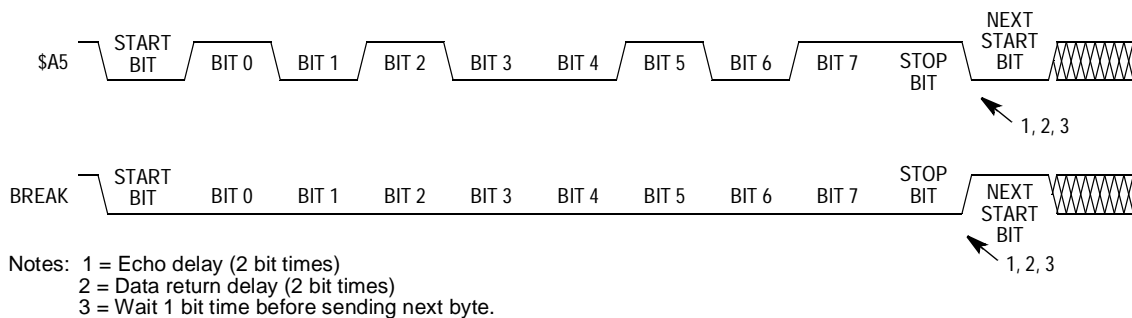 $A5 START BIT BIT 0 BIT 1 BIT 2 BIT 3 BIT 4 BIT 5 BIT 6 BIT 7 STOP BIT NEXT START BIT
1, 2, 3
BREAK START BIT BIT 0 BIT 1 BIT 2 BIT 3 BIT 4 BIT 5 BIT 6 BIT 7 STOP BIT NEXT START BIT
1, 2, 3
Notes: 1 = Echo delay (2 bit times)
2 = Data return delay (2 bit times)
3 = Wait 1 bit time before sending next byte.